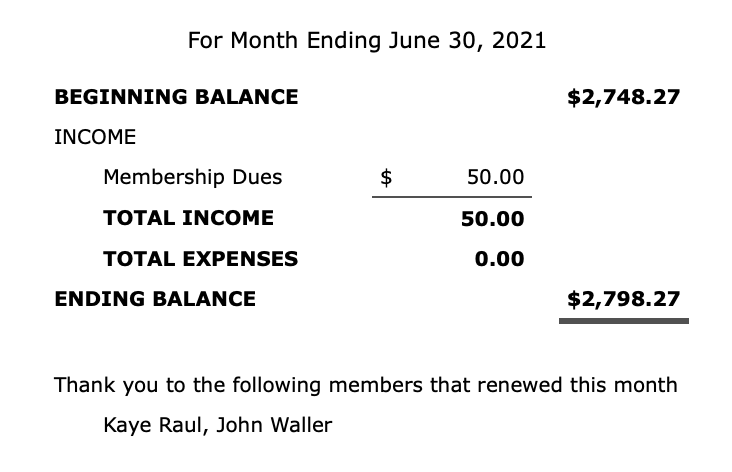 For Month Ending June 30, 2021
BEGINNING BALANCE $2,748.27
INCOME
Membership Dues $ 50.00
TOTAL INCOME 50.00
TOTAL EXPENSES 0.00
ENDING BALANCE $2,798.27
Thank you to the following members that renewed this month
Kaye Raul, John Waller